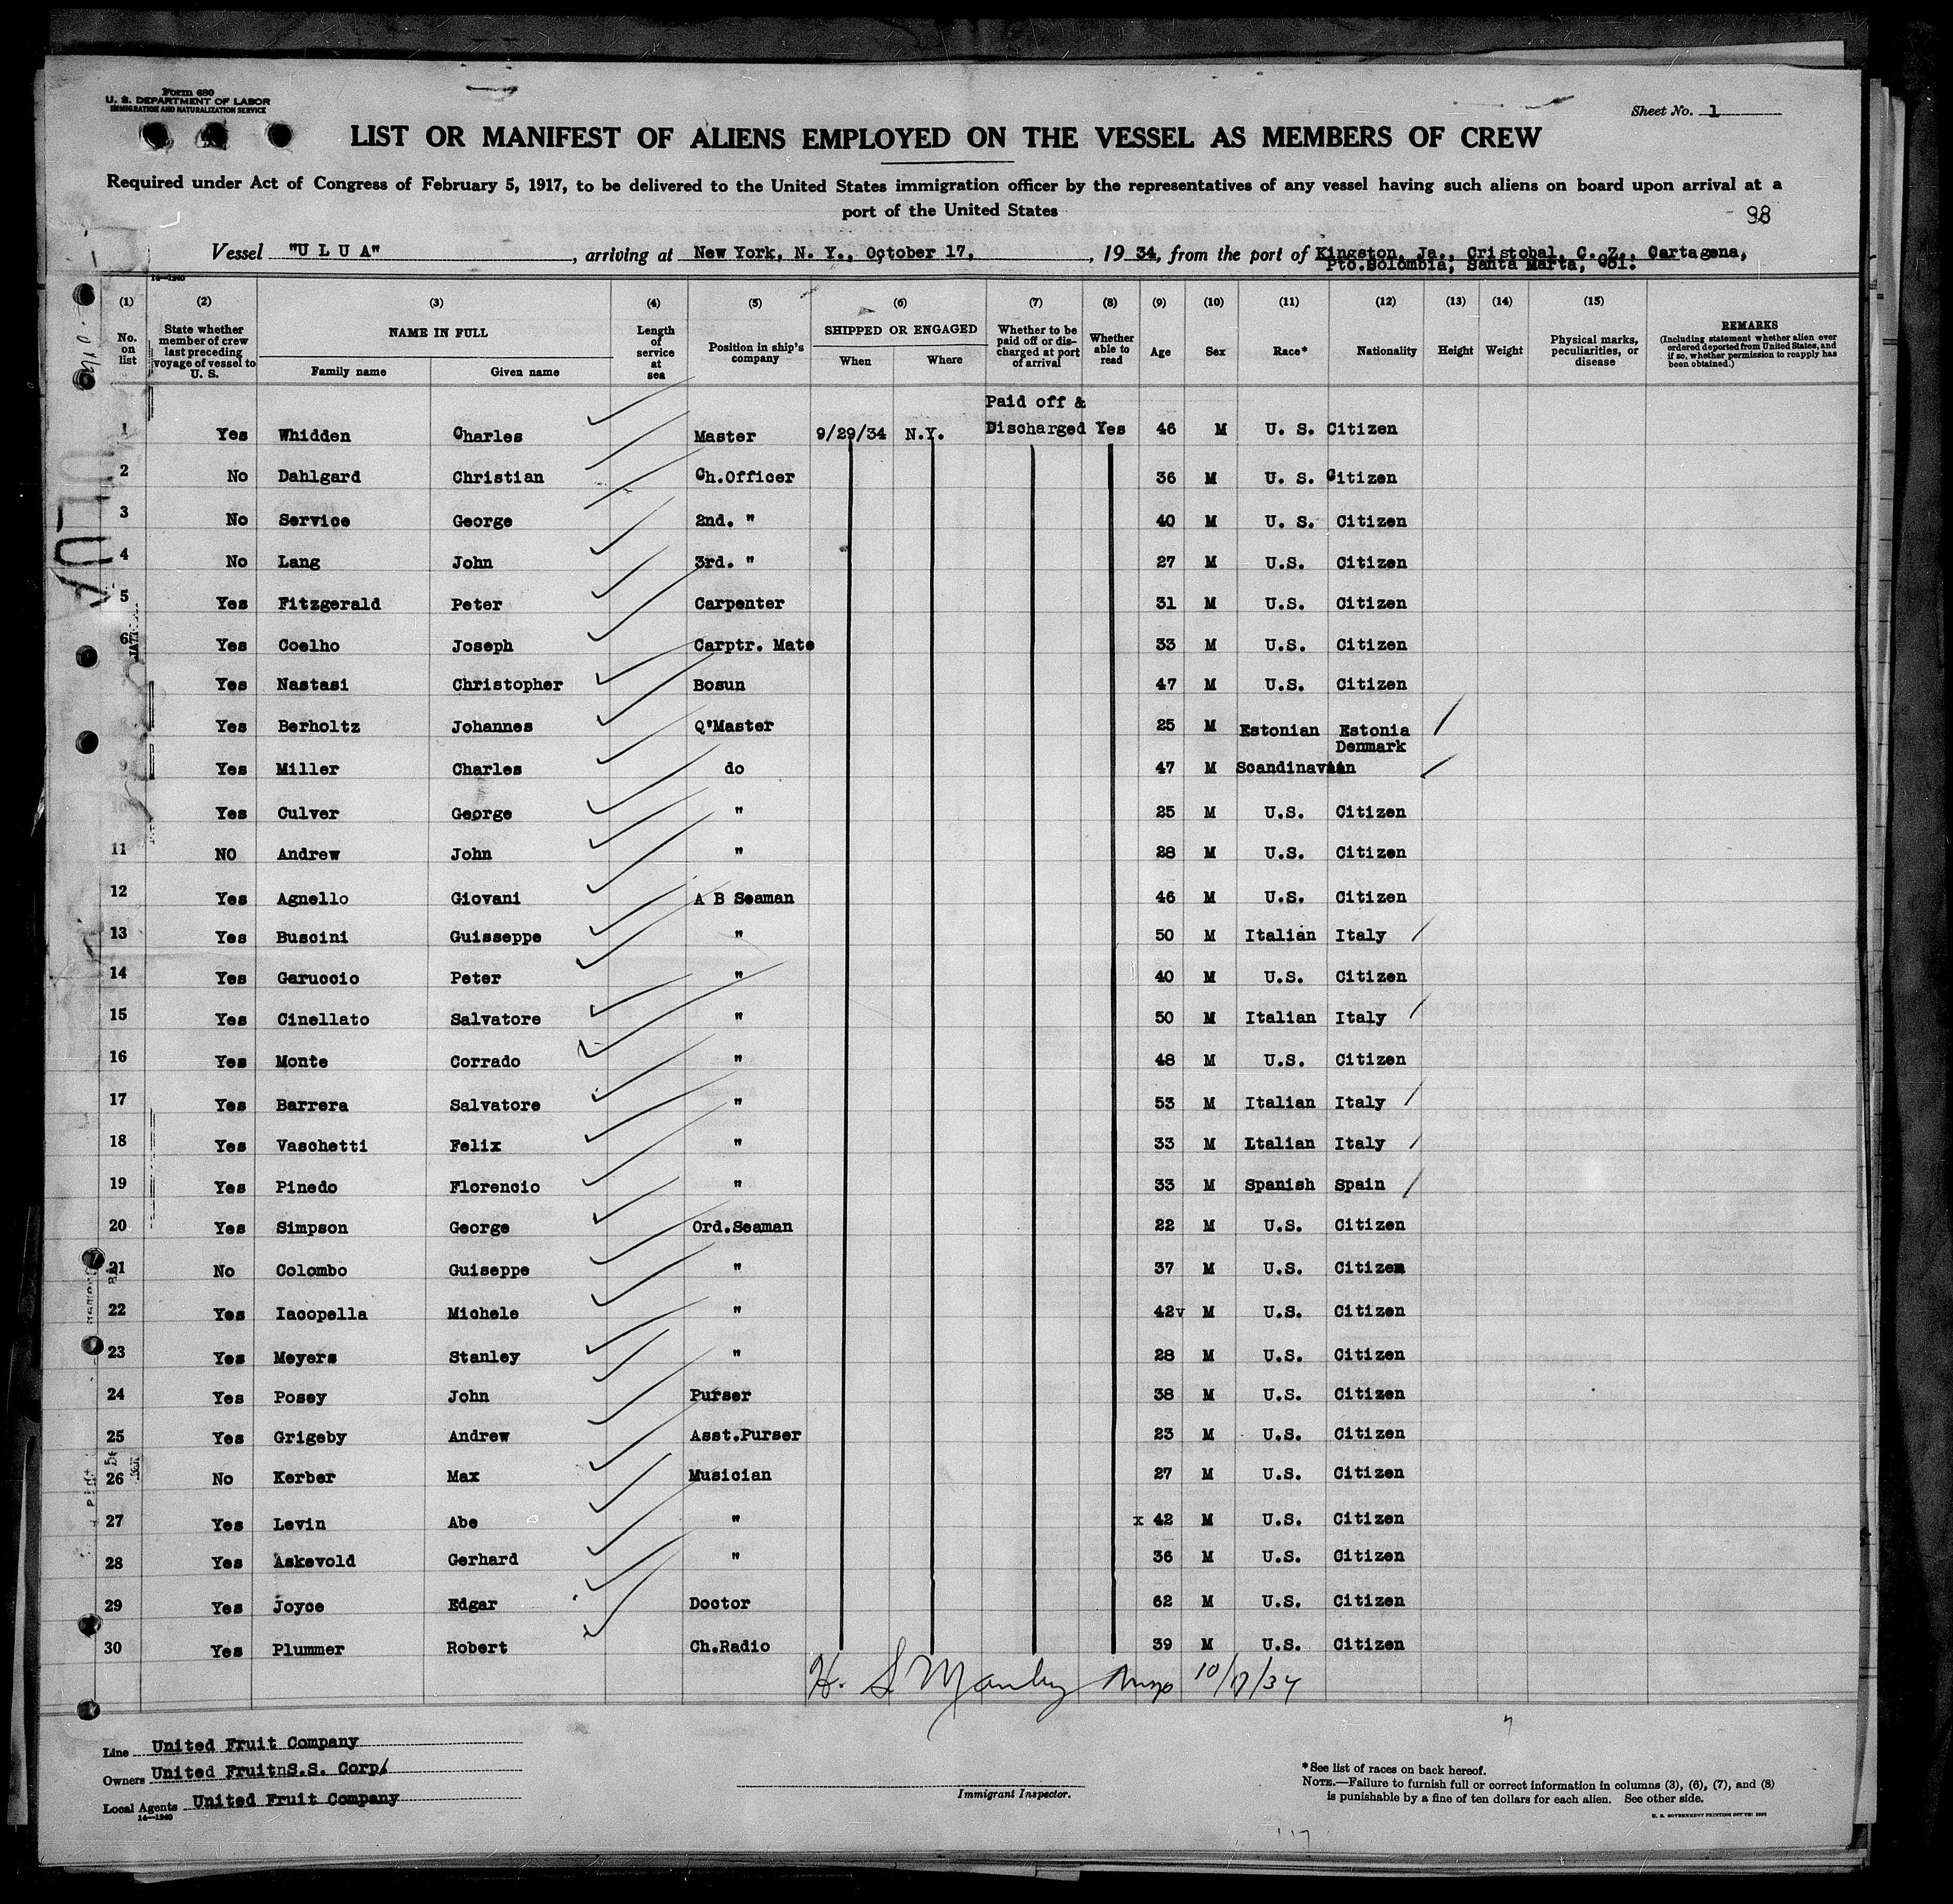 Form 680
U. S. DEPARTMENT OF LABOR
IMMIGRATION AND NATURALIZATION SERVICE
Sheet No. 1
LIST OR MANIFEST OF ALIENS EMPLOYED ON THE VESSEL AS MEMBERS OF CREW
Required under Act of Congress of February 5, 1917, to be delivered to the United States immigration officer by the representatives of any vessel having such aliens on board upon arrival at a
port of the United States
98
Vessel "U L U A", arriving at New York, N. Y., October 17, , 19 34, from the port of Kingston, Ja., Cristobal, C. Z., Cartagena,
Pto.Solombia, Santa Marta, Col.
14-1240
(1) (2) (3) (4) (5) (6) (7) (8) (9) (10) (11) (12) (13) (14) (15)
No. on list
State whether member of crew last preceding voyage of vessel to U. S.
NAME IN FULL
Family name Given name
Length of service at sea
Position in ship's company
SHIPPED OR ENGAGED
When Where
Whether to be paid off or discharged at port of arrival
Whether able to read
Age Sex Race* Nationality Height Weight
Physical marks, peculiarities, or disease
REMARKS
(Including statement whether alien ever ordered deported from United States, and if so, whether permission to reapply has been obtained.)
Paid off &
1 Yes Whidden Charles Master 9/29/34 N.Y. Discharged Yes 46 M U. S. Citizen
2 No Dahlgard Christian Ch.Officer 36 M U. S. Citizen
3 No Service George 2nd. " 40 M U. S. Citizen
4 No Lang John 3rd. " 27 M U.S. Citizen
5 Yes Fitzgerald Peter Carpenter 31 M U.S. Citizen
6 Yes Coelho Joseph Carptr. Mate 33 M U.S. Citizen
Yes Nastasi Christopher Bosun 47 M U.S. Citizen
Yes Berholtz Johannes Q'Master 25 M Estonian Estonia
Denmark
9 Yes Miller Charles do 47 M Scandinavian
Yes Culver George " 25 M U.S. Citizen
11 NO Andrew John " 28 M U.S. Citizen
12 Yes Agnello Giovani A B Seaman 46 M U.S. Citizen
13 Yes Buscini Guisseppe " 50 M Italian Italy
14 Yes Garuccio Peter " 40 M U.S. Citizen
15 Yes Cinellato Salvatore " 50 M Italian Italy
16 Yes Monte Corrado " 48 M U.S. Citizen
17 Yes Barrera Salvatore " 53 M Italian Italy
18 Yes Vaschetti Felix " 33 M Ltalian Italy
19 Yes Pinedo Florencio " 33 M Spanish Spain
20 Yes Simpson George Ord.Seaman 22 M U.S. Citizen
21 No Colombo Guiseppe " 37 M U.S. Citizen
22 Yes Iacopella Michele " 42v M U.S. Citizen
23 Yes Meyers Stanley " 28 M U.S. Citizen
24 Yes Posey John Purser 38 M U.S. Citizen
25 Yes Grigeby Andrew Asst.Purser 23 M U.S. Citizen
26 No Kerber Max Musician 27 M U.S. Citizen
27 Yes Levin Abe " x 42 M U.S. Citizen
28 Yes Askevold Gerhard " 36 M U.S. Citizen
29 Yes Joyce Edgar Doctor 62 M U.S. Citizen
30 Yes Plummer Robert Ch.Radio 39 M U.S. Citizen
H. S Manley 10/17/34
Line United Fruit Company
Owners United FruitnS.S. Corp/
Local Agents United Fruit Company
14-1240
Immigrant Inspector.
*See list of races on back hereof.
NOTE.—Failure to furnish full or correct information in columns (3), (6), (7), and (8)
is punishable by a fine of ten dollars for each alien. See other side.